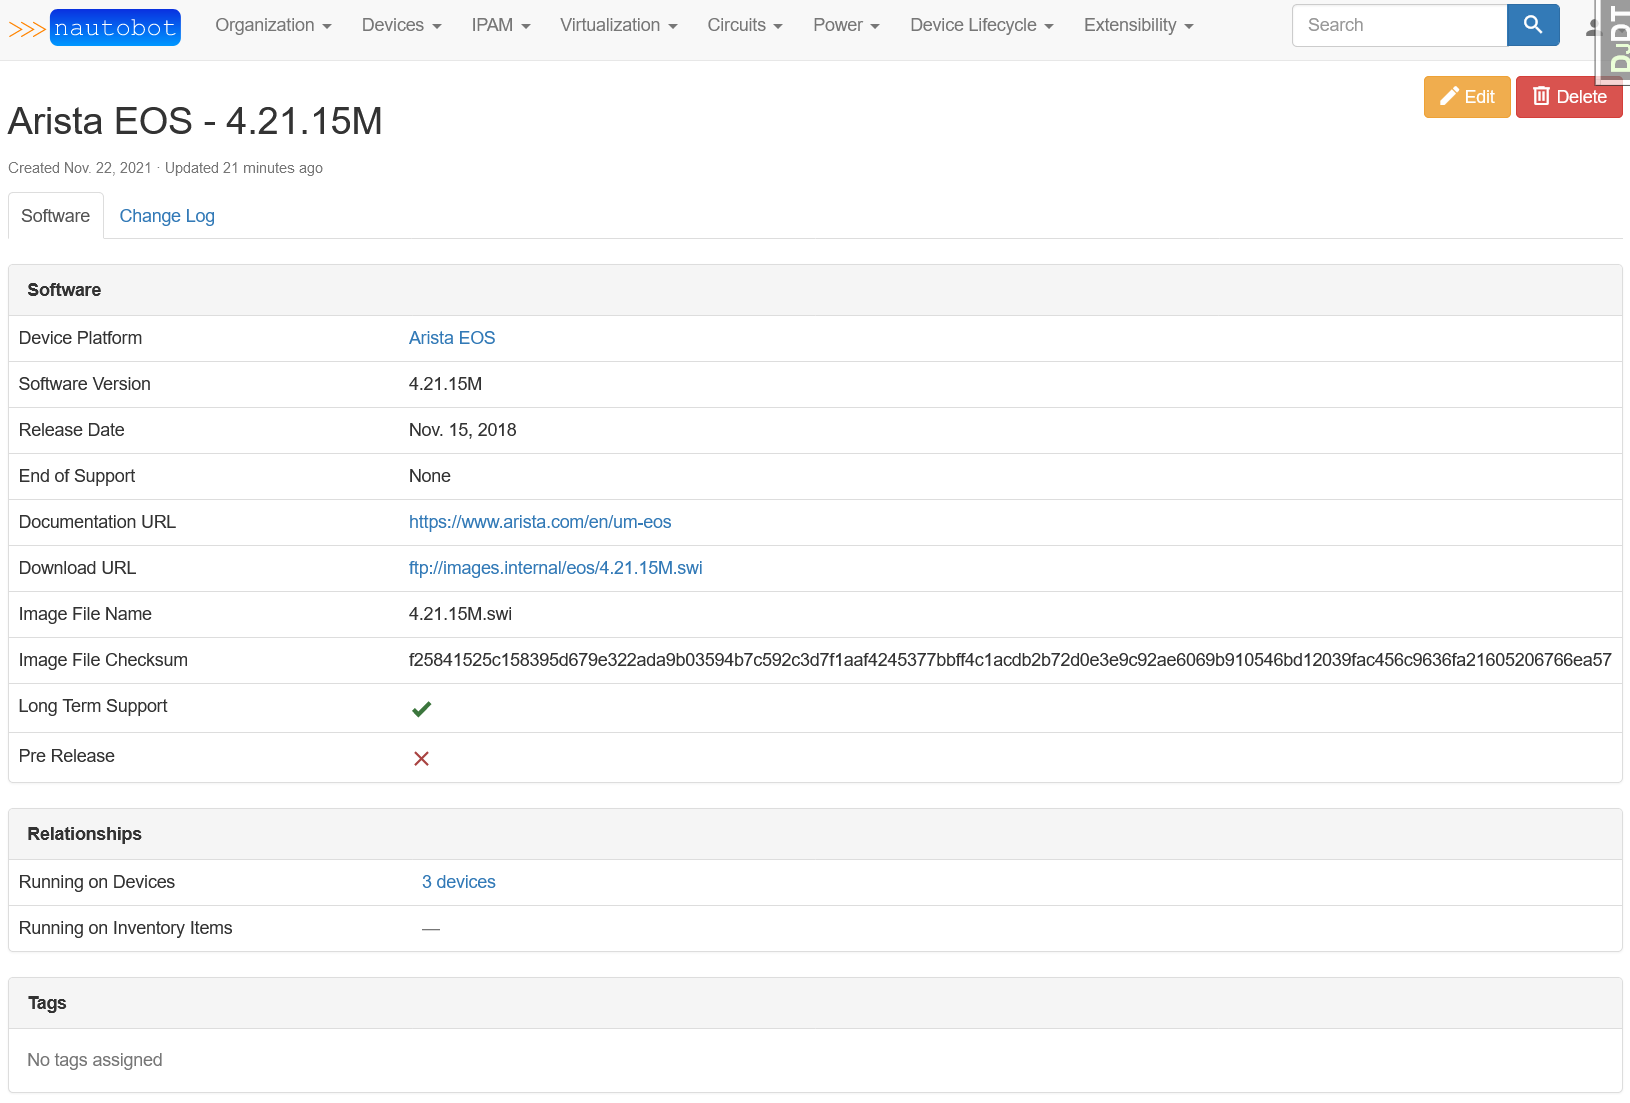 >>> nautobot Organization Devices IPAM Virtualization Circuits Power Device Lifecycle Extensibility Search DjDT
Edit Delete
Arista EOS - 4.21.15M
Created Nov. 22, 2021 · Updated 21 minutes ago
Software Change Log
Software
Device Platform Arista EOS
Software Version 4.21.15M
Release Date Nov. 15, 2018
End of Support None
Documentation URL https://www.arista.com/en/um-eos
Download URL ftp://images.internal/eos/4.21.15M.swi
Image File Name 4.21.15M.swi
Image File Checksum f25841525c158395d679e322ada9b03594b7c592c3d7f1aaf4245377bbff4c1acdb2b72d0e3e9c92ae6069b910546bd12039fac456c9636fa21605206766ea57
Long Term Support
Pre Release
Relationships
Running on Devices 3 devices
Running on Inventory Items —
Tags
No tags assigned